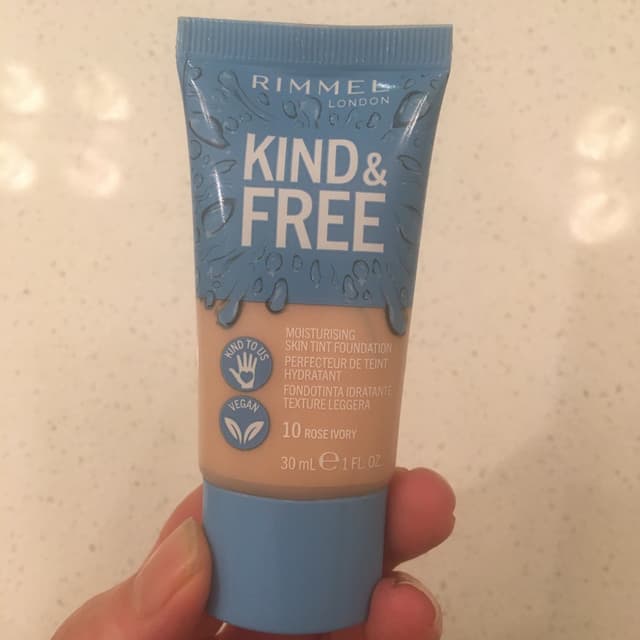 RIMMEL
LONDON
KIND &
FREE
MOISTURISING
SKIN TINT FOUNDATION
PERFECTEUR DE TEINT
HYDRATANT
FONDOTINTA IDRATANTE
TEXTURE LEGGERA
KIND TO US
VEGAN
10 ROSE IVORY
30 mL ℮ 1 FL. OZ.